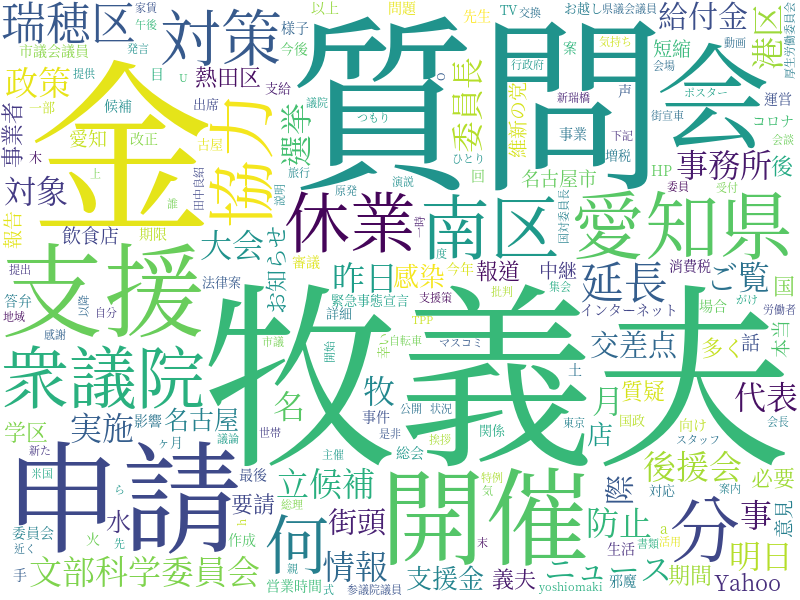 市議会議員
家賃
午後
以上
問題
様子
今後
先生
TV
交換
お越し
県議会議員
瑞穂区
対策
質問
会
給付金
港区
厚生労働委員会
一部
提供
目
U
発言
行政府
案
気持ち
動画
会場
短縮
政策
熱田区
支給
議院
委員長
O
新瑞橋
声
ポスター
金
協力
選挙
維新の党
街宣車
運営
コロナ
事業者
候補
出席
つもり
下記
会談
愛知
改正
古屋
ひとり
事業
増税
木
上
旅行
原発
演説
回
名古屋市
HP
委員
受付
対象
誰
田中良紹
説明
休業
南区
愛知県
事務所
後
報告
飲食店
期限
大会
お知らせ
一時
度
国対委員長
支援
提出
審議
昨日
感染
今年
報道
中継
延長
消費税
ご覧
国
答弁
以降
法律案
緊急事態宣言
支援策
批判
集会
場合
がけ
労働者
地域
自分
詳細
TPP
インターネット
感謝
市議
開始
マスコミ
若い
自転車
牧義夫
交差点
多く
話
本当
衆議院
土
質疑
代表
実施
影響
名古屋
名
牧
月
学区
事件
公開
状況
店
国政
向け
新た
ヶ月
世帯
議論
是非
挨拶
関係
東京
スタッフ
会長
米国
最後
総会
申請
立候補
主催
開催
特例
後援会
必要
ら
要請
何
総理
気
際
対応
案内
分
事
委員会
水
h
街頭
防止
a
意見
近く
先
火
作成
情報
末
生活
書類
活用
明日
手
文部科学委員会
親
支援金
義夫
ニュース
期間
営業時間
式
参議院議員
yoshiomaki
邪魔
Yahoo